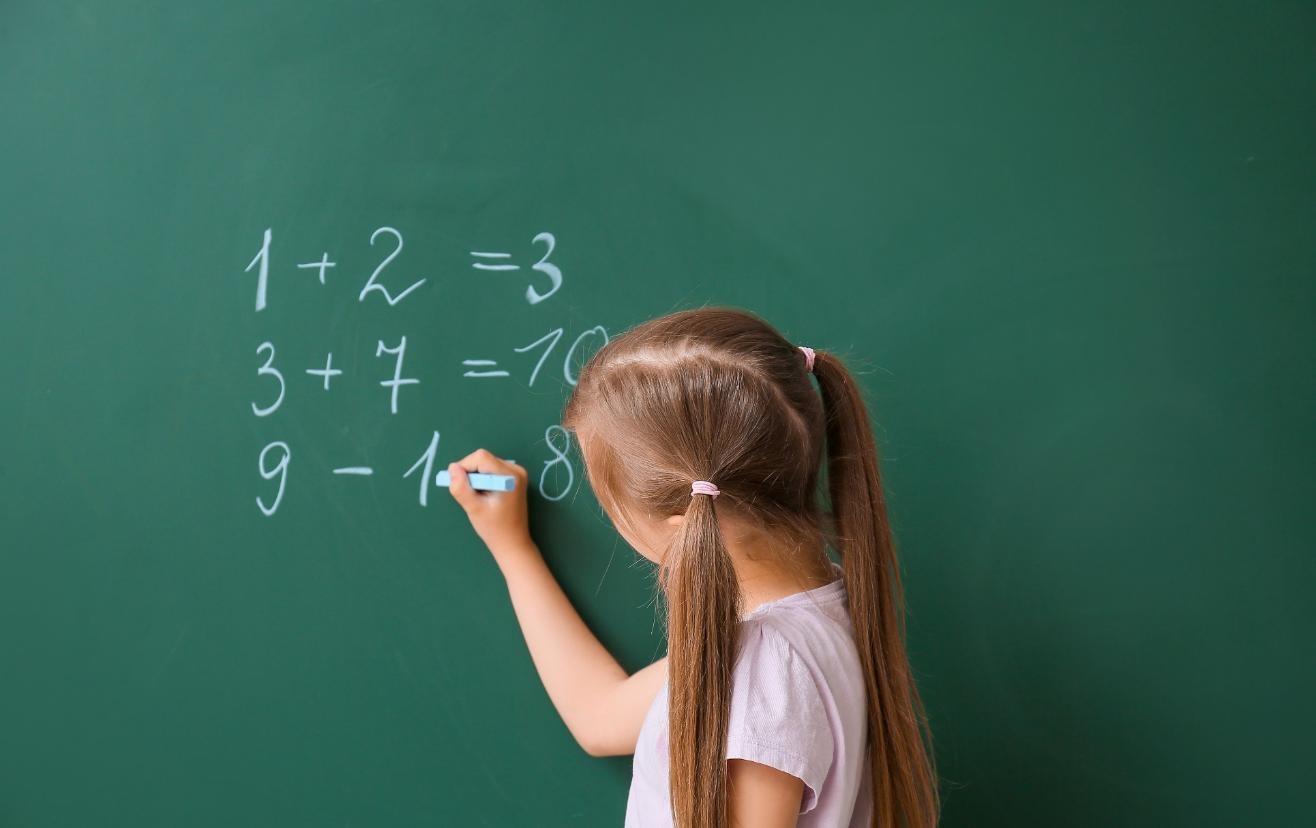 1 + 2 = 3
3 + 7 = 10
9 - 1 = 8